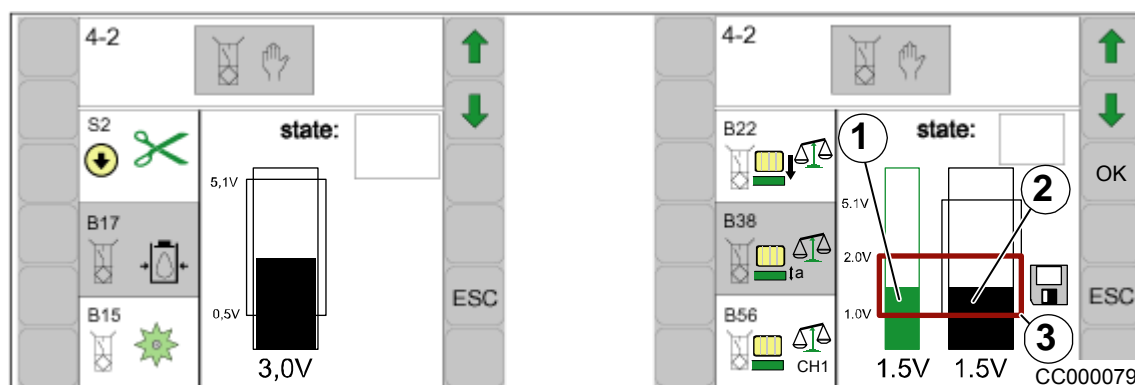 4-2
S2
state:
5,1V
B17
0,5V
B15
3,0V
ESC
4-2
B22
1
state:
OK
2
5.1V
B38
2.0V
ta
ESC
1.0V
3
B56
CH1
1.5V 1.5V
CC000079